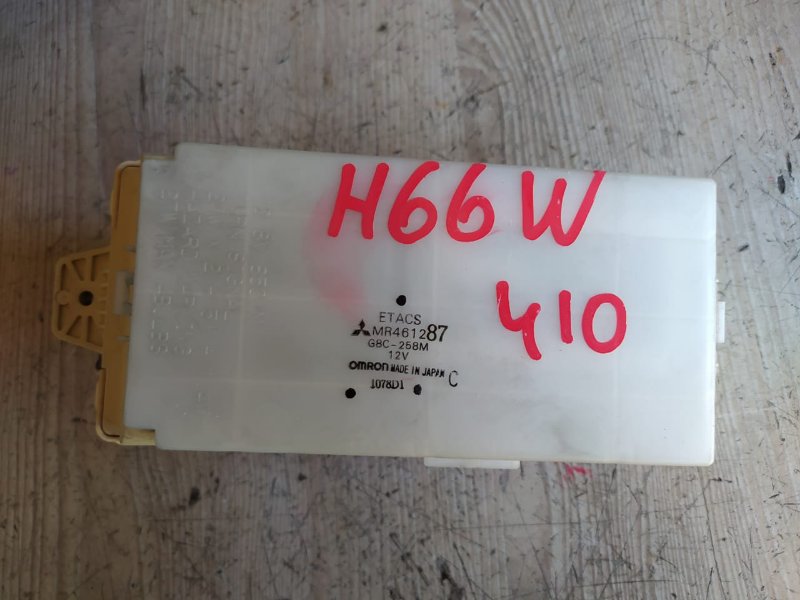 H66W
410
ETACS
MR461287
G8C-258M
12V
OMRON MADE IN JAPAN C
1078D1